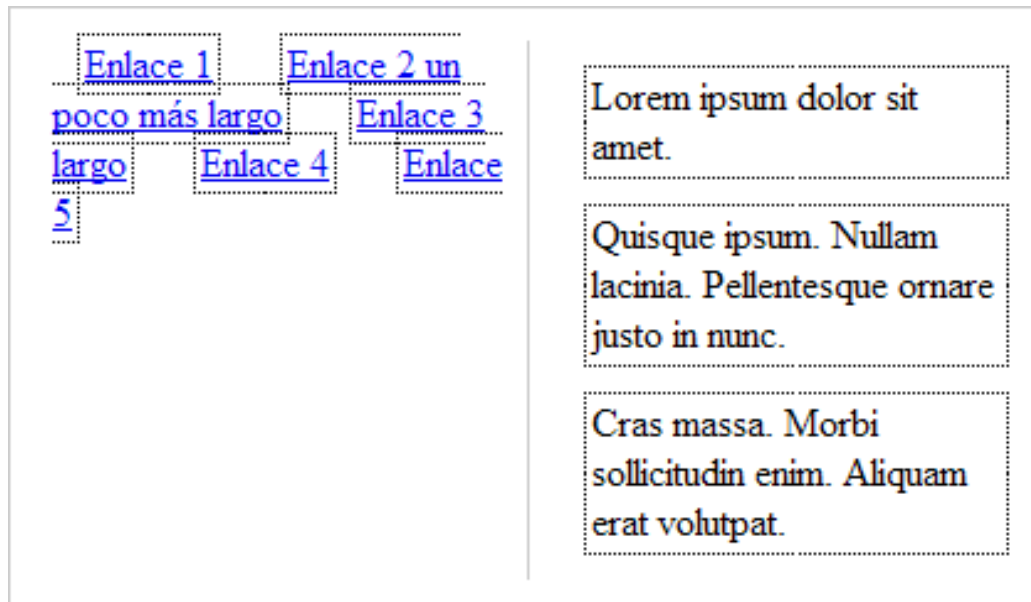 Enlace 1 Enlace 2 un
poco más largo Enlace 3
largo Enlace 4 Enlace
5
Lorem ipsum dolor sit
amet.
Quisque ipsum. Nullam
lacinia. Pellentesque ornare
justo in nunc.
Cras massa. Morbi
sollicitudin enim. Aliquam
erat volutpat.